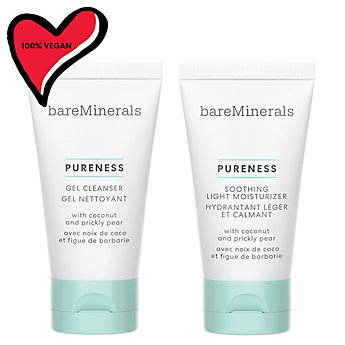 100% VEGAN
bareMinerals
PURENESS
GEL CLEANSER
GEL NETTOYANT
with coconut
and prickly pear
avec noix de coco
et figue de barbarie
bareMinerals
PURENESS
SOOTHING
LIGHT MOISTURIZER
HYDRATANT LÉGER
ET CALMANT
with coconut
and prickly pear
avec noix de coco
et figue de barbarie